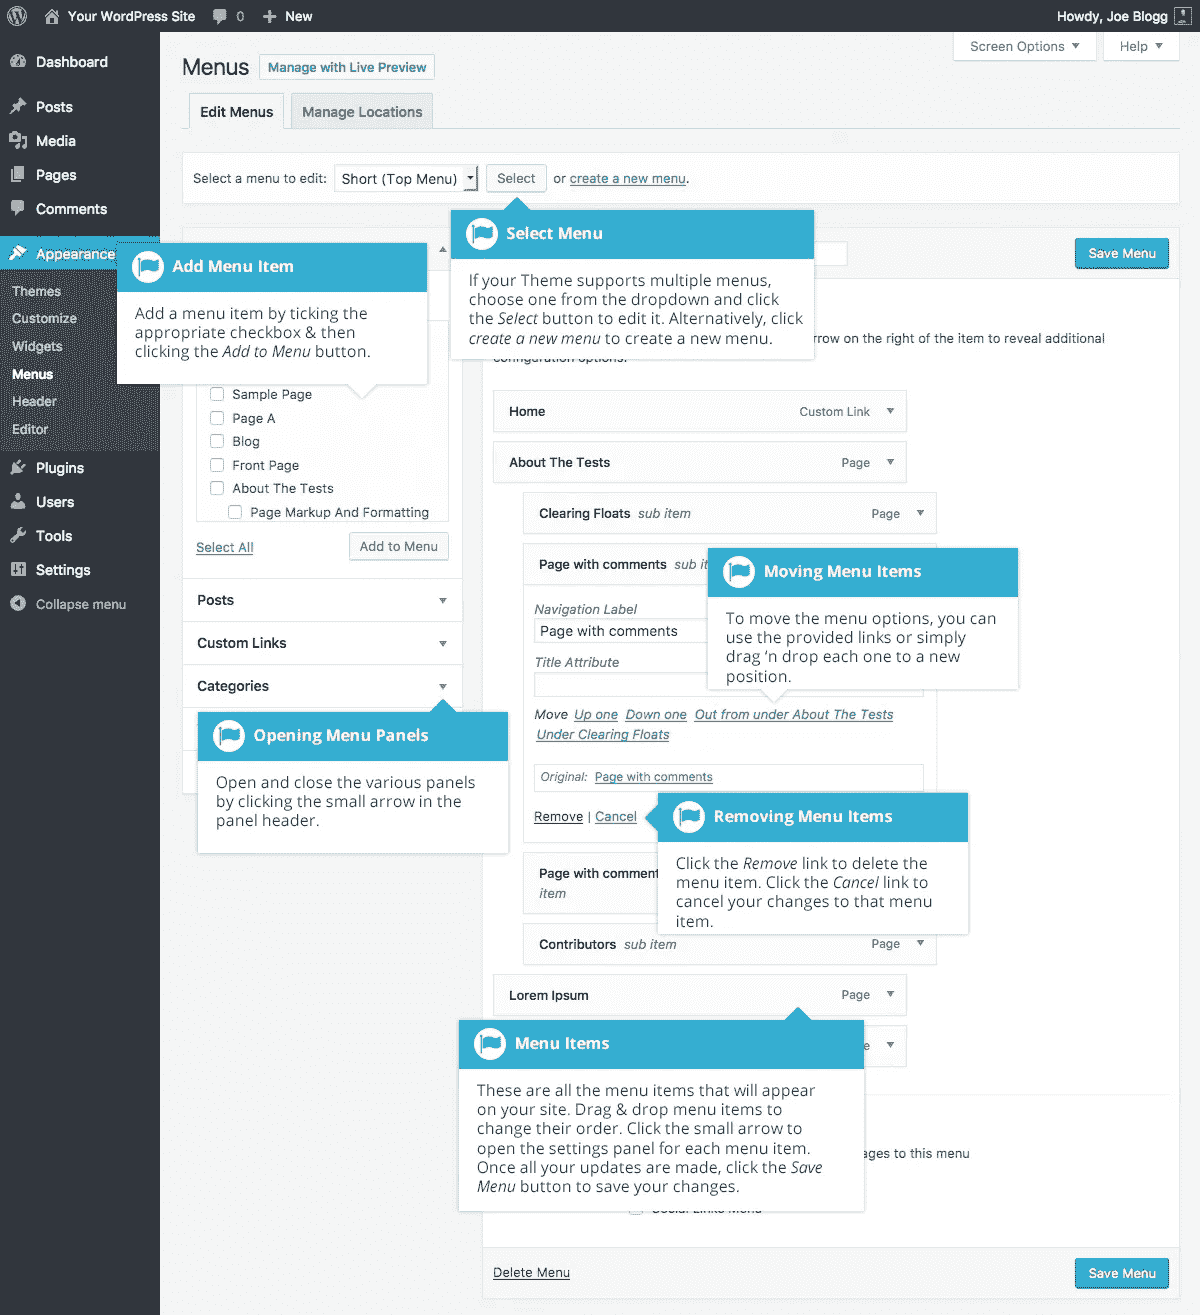 Your WordPress Site 0 New
Howdy, Joe Blogg
Dashboard
Posts
Media
Pages
Comments
Appearance
Themes
Customize
Widgets
Menus
Header
Editor
Plugins
Users
Tools
Settings
Collapse menu
Screen Options
Help
Menus
Manage with Live Preview
Edit Menus
Manage Locations
Select a menu to edit: Short (Top Menu) Select or create a new menu.
Select Menu
If your Theme supports multiple menus,
choose one from the dropdown and click
the Select button to edit it. Alternatively, click
create a new menu to create a new menu.
Save Menu
Add Menu Item
Add a menu item by ticking the
appropriate checkbox & then
clicking the Add to Menu button.
Sample Page
Page A
Blog
Front Page
About The Tests
Page Markup And Formatting
Select All
Add to Menu
Posts
Custom Links
Categories
Opening Menu Panels
Open and close the various panels
by clicking the small arrow in the
panel header.
rrow on the right of the item to reveal additional
configuration options.
Home Custom Link
About The Tests Page
Clearing Floats sub item Page
Page with comments sub it
Moving Menu Items
To move the menu options, you can
use the provided links or simply
drag ‘n drop each one to a new
position.
Navigation Label
Page with comments
Title Attribute
Move Up one Down one Out from under About The Tests
Under Clearing Floats
Original: Page with comments
Remove | Cancel
Removing Menu Items
Click the Remove link to delete the
menu item. Click the Cancel link to
cancel your changes to that menu
item.
Page with comment
item
Contributors sub item Page
Lorem Ipsum Page
e
Menu Items
These are all the menu items that will appear
on your site. Drag & drop menu items to
change their order. Click the small arrow to
open the settings panel for each menu item.
Once all your updates are made, click the Save
Menu button to save your changes.
ages to this menu
Social Links Menu
Delete Menu
Save Menu